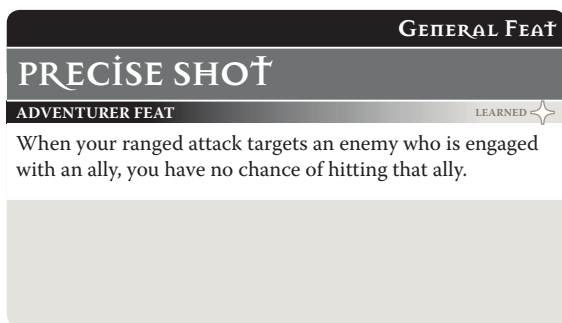 General Feat
PRECISE SHOT
ADVENTURER FEAT
LEARNED
When your ranged attack targets an enemy who is engaged
with an ally, you have no chance of hitting that ally.